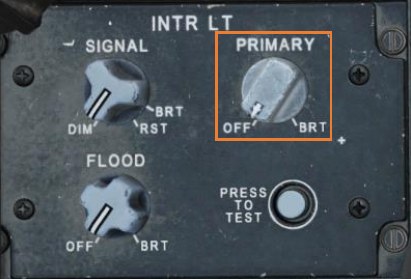 INTR LT
SIGNAL
PRIMARY
DIM
RST
BRT
OFF
BRT
FLOOD
OFF
BRT
PRESS
TO
TEST